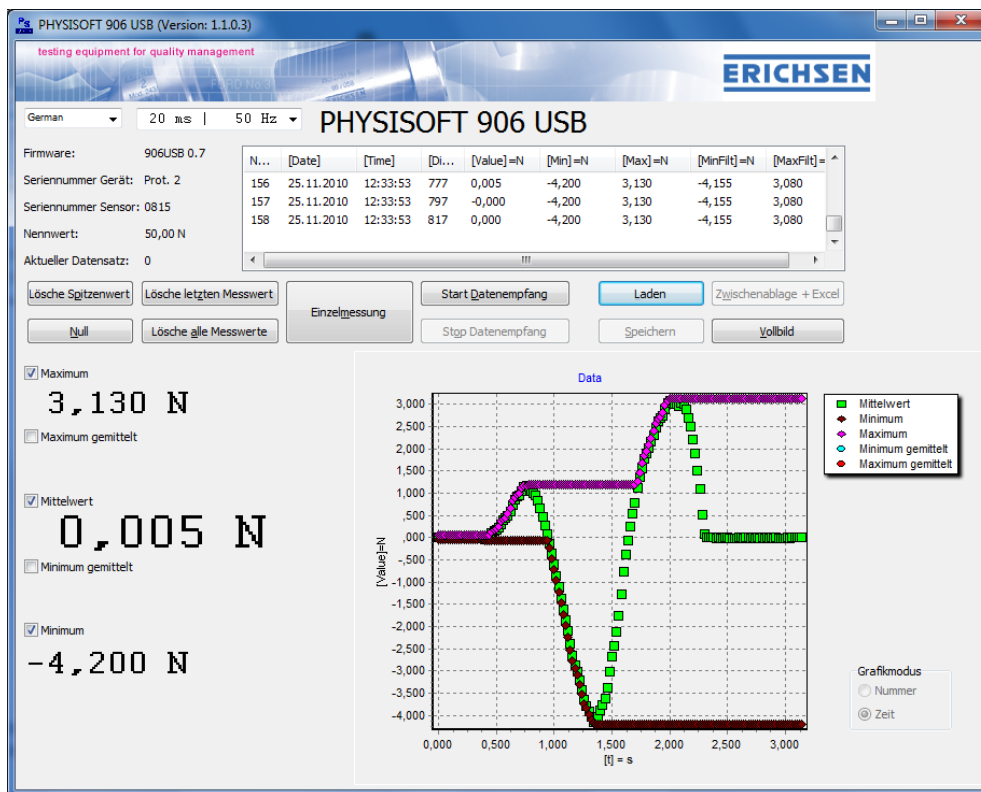 PHYSISOFT 906 USB (Version: 1.1.0.3)
testing equipment for quality management
ERICHSEN
German
20 ms | 50 Hz
PHYSISOFT 906 USB
Firmware: 906USB 0.7
Seriennummer Gerät: Prot. 2
Seriennummer Sensor: 0815
Nennwert: 50,00 N
Aktueller Datensatz: 0
N... [Date] [Time] [Di... [Value] =N [Min] =N [Max] =N [MinFilt] =N [MaxFilt] =
156 25.11.2010 12:33:53 777 0,005 -4,200 3,130 -4,155 3,080
157 25.11.2010 12:33:53 797 -0,000 -4,200 3,130 -4,155 3,080
158 25.11.2010 12:33:53 817 0,000 -4,200 3,130 -4,155 3,080
Lösche Spitzenwert Lösche letzten Messwert Einzelmessung Start Datenempfang Laden Zwischenablage + Excel
Null Lösche alle Messwerte Stop Datenempfang Speichern Vollbild
Maximum
3,130 N
Maximum gemittelt
Mittelwert
0,005 N
Minimum gemittelt
Minimum
-4,200 N
Data
[Value]=N
3,000
2,500
2,000
1,500
1,000
,500
,000
-,500
-1,000
-1,500
-2,000
-2,500
-3,000
-3,500
-4,000
0,000 0,500 1,000 1,500 2,000 2,500 3,000
[t] = s
Mittelwert
Minimum
Maximum
Minimum gemittelt
Maximum gemittelt
Grafikmodus
Nummer
Zeit